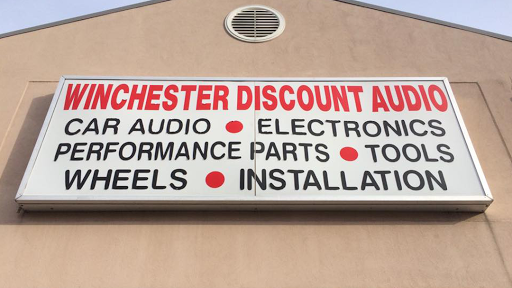 WINCHESTER DISCOUNT AUDIO
CAR AUDIO ● ELECTRONICS
PERFORMANCE PARTS ● TOOLS
WHEELS ● INSTALLATION